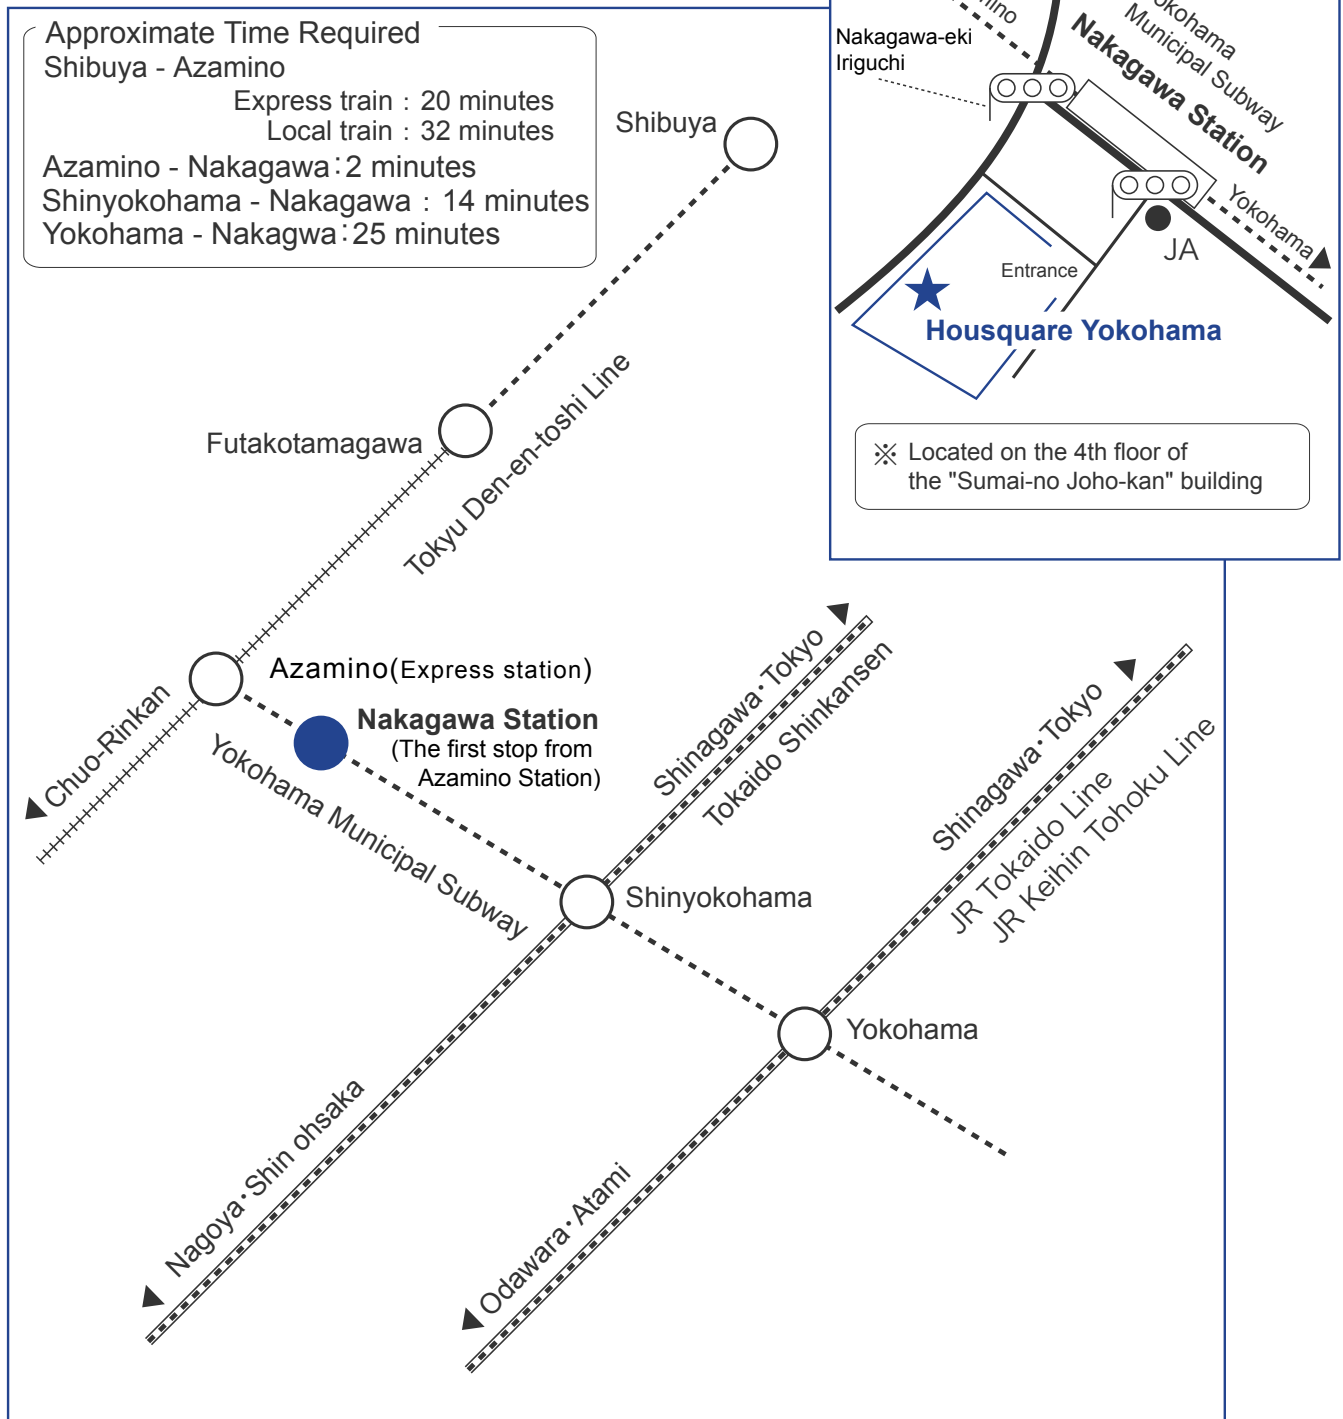 Approximate Time Required
Shibuya - Azamino
Express train : 20 minutes
Local train : 32 minutes
Azamino - Nakagawa:2 minutes
Shinyokohama - Nakagawa : 14 minutes
Yokohama - Nakagwa:25 minutes
Nakagawa-eki
Iriguchi
Municipal Subway
Nakagawa Station
Yokohama
JA
Entrance
Housquare Yokohama
※ Located on the 4th floor of
the "Sumai-no Joho-kan" building
Shibuya
Futakotamagawa
Tokyu Den-en-toshi Line
Azamino(Express station)
Chuo-Rinkan
Nakagawa Station
(The first stop from
Azamino Station)
Yokohama Municipal Subway
Shinagawa・Tokyo
Tokaido Shinkansen
Shinagawa・Tokyo
JR Tokaido Line
JR Keihin Tohoku Line
Shinyokohama
Yokohama
Nagoya・Shin ohsaka
Odawara・Atami